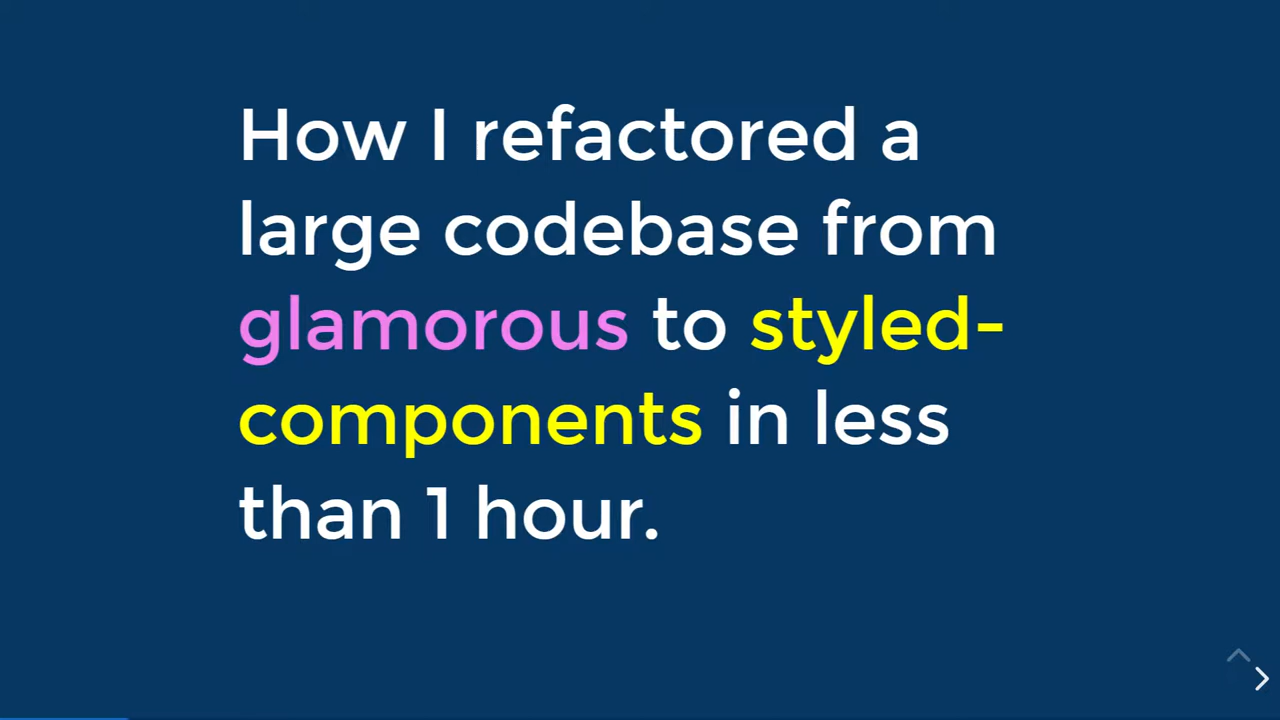 How I refactored a
large codebase from
glamorous to styled-
components in less
than 1 hour.